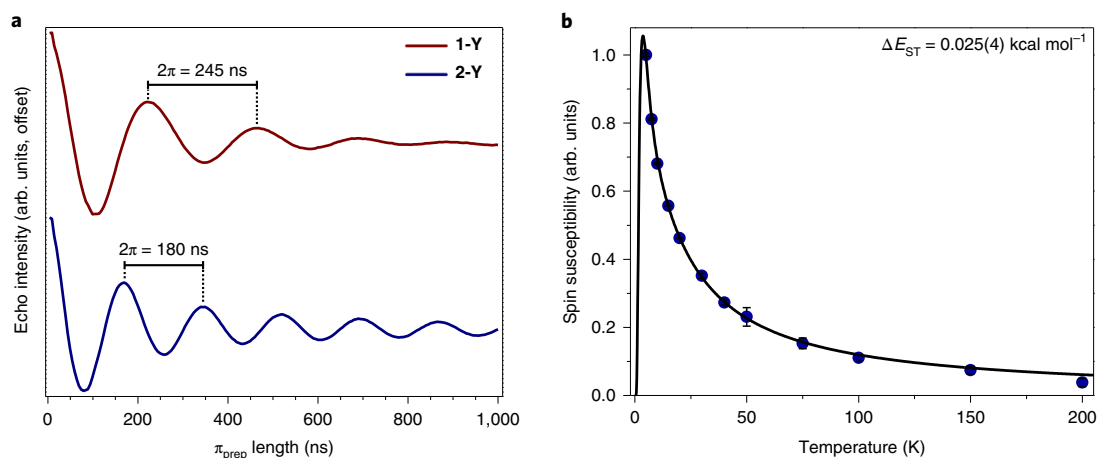 a
1-Y
2-Y
2π = 245 ns
2π = 180 ns
Echo intensity (arb. units, offset)
0 200 400 600 800 1,000
πprep length (ns)
b
ΔEST = 0.025(4) kcal mol–1
Spin susceptibility (arb. units)
1.0
0.8
0.6
0.4
0.2
0.0
0 50 100 150 200
Temperature (K)